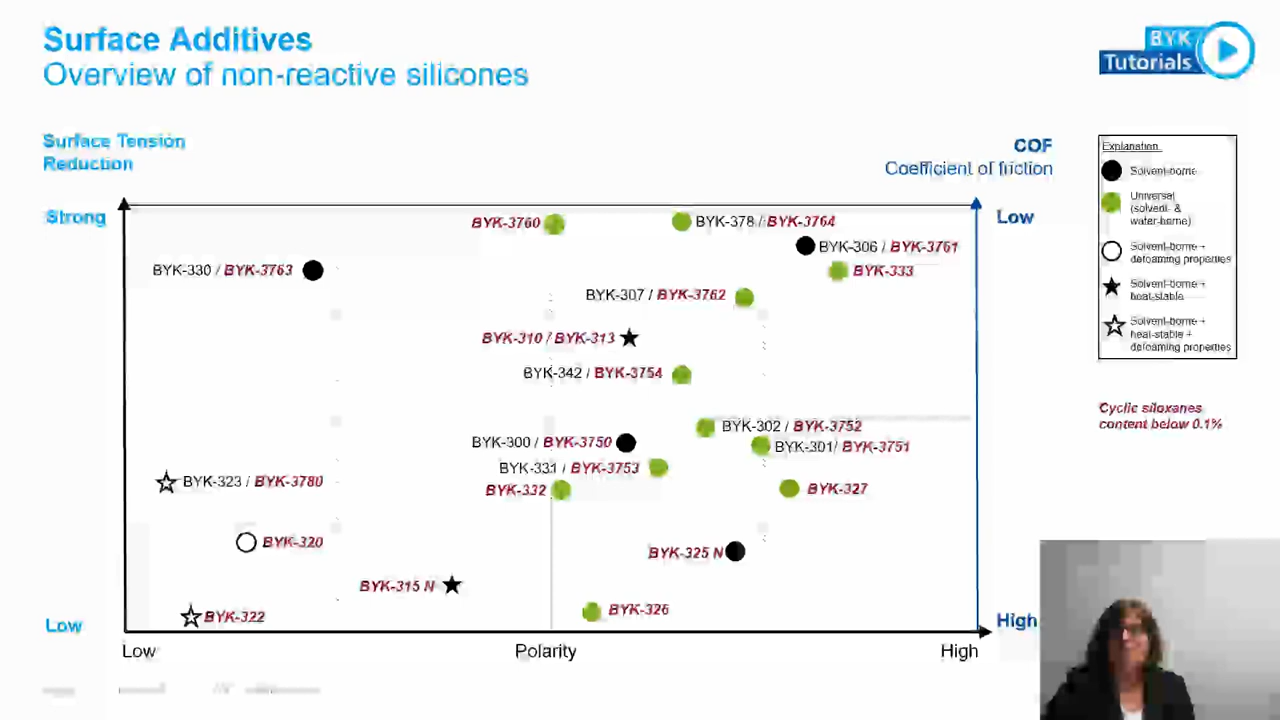 Surface Additives
Overview of non-reactive silicones
BYK
Tutorials
Surface Tension
Reduction
COF
Coefficient of friction
Strong
Low
BYK-3760
BYK-378 / BYK-3764
BYK-306 / BYK-3761
BYK-330 / BYK-3763
BYK-333
BYK-307 / BYK-3762
BYK-310 / BYK-313
BYK-342 / BYK-3754
BYK-302 / BYK-3752
BYK-300 / BYK-3750
BYK-301/ BYK-3751
BYK-331 / BYK-3753
BYK-323 / BYK-3780
BYK-332
BYK-327
BYK-320
BYK-325 N
BYK-315 N
BYK-326
BYK-322
Low
High
Low
Polarity
High
Explanation
Solvent-borne
Universal
(solvent- &
water-borne)
Solvent-borne +
defoaming properties
Solvent-borne +
heat-stable
Solvent-borne +
heat-stable +
defoaming properties
Cyclic siloxanes
content below 0.1%